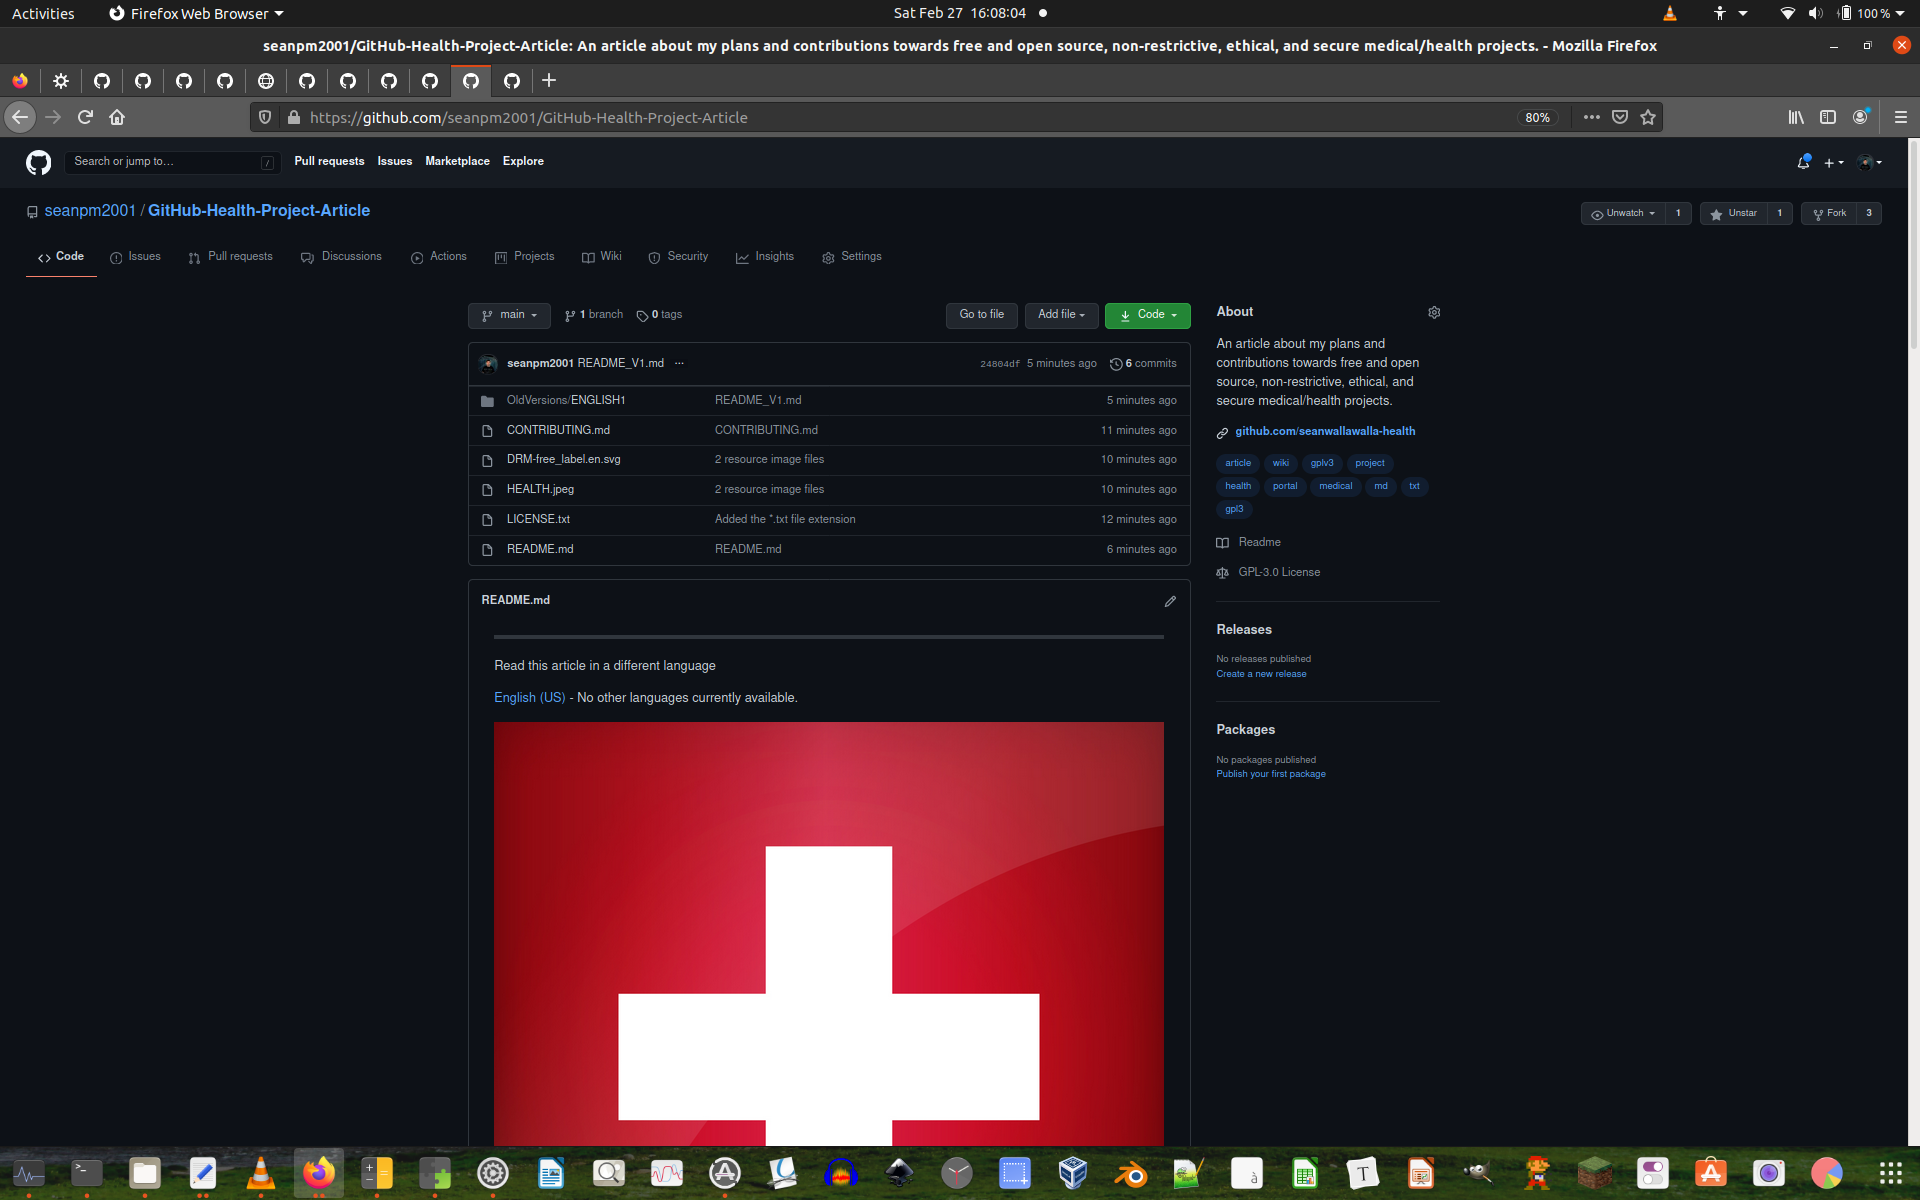 Activities
Firefox Web Browser
Sat Feb 27  16:08:04
100 %
seanpm2001/GitHub-Health-Project-Article: An article about my plans and contributions towards free and open source, non-restrictive, ethical, and secure medical/health projects. - Mozilla Firefox
https://github.com/seanpm2001/GitHub-Health-Project-Article
80%
Search or jump to…
/
Pull requests
Issues
Marketplace
Explore
seanpm2001 / GitHub-Health-Project-Article
Unwatch 1
Unstar 1
Fork 3
Code
Issues
Pull requests
Discussions
Actions
Projects
Wiki
Security
Insights
Settings
main
1 branch
0 tags
Go to file
Add file
Code
seanpm2001 README_V1.md ...
24804df 5 minutes ago
6 commits
OldVersions/ENGLISH1 README_V1.md 5 minutes ago
CONTRIBUTING.md CONTRIBUTING.md 11 minutes ago
DRM-free_label.en.svg 2 resource image files 10 minutes ago
HEALTH.jpeg 2 resource image files 10 minutes ago
LICENSE.txt Added the *.txt file extension 12 minutes ago
README.md README.md 6 minutes ago
README.md
Read this article in a different language
English (US) - No other languages currently available.
About
An article about my plans and
contributions towards free and open
source, non-restrictive, ethical, and
secure medical/health projects.
github.com/seanwallawalla-health
article wiki gplv3 project
health portal medical md txt
gpl3
Readme
GPL-3.0 License
Releases
No releases published
Create a new release
Packages
No packages published
Publish your first package